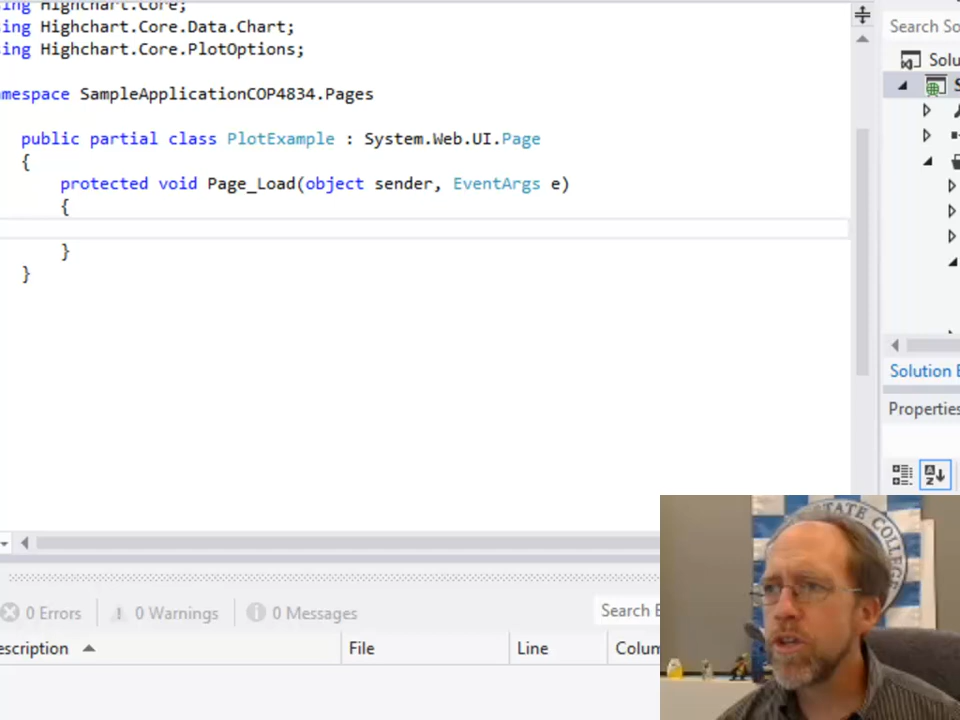 ing Highchart.Core;
ing Highchart.Core.Data.Chart;
ing Highchart.Core.PlotOptions;
mespace SampleApplicationCOP4834.Pages
public partial class PlotExample : System.Web.UI.Page
{
protected void Page_Load(object sender, EventArgs e)
{
}
}
0 Errors
0 Warnings
0 Messages
Search E
escription
File
Line
Colum
Search So
Solu
S
Solution E
Properties
STATE COLLEGE